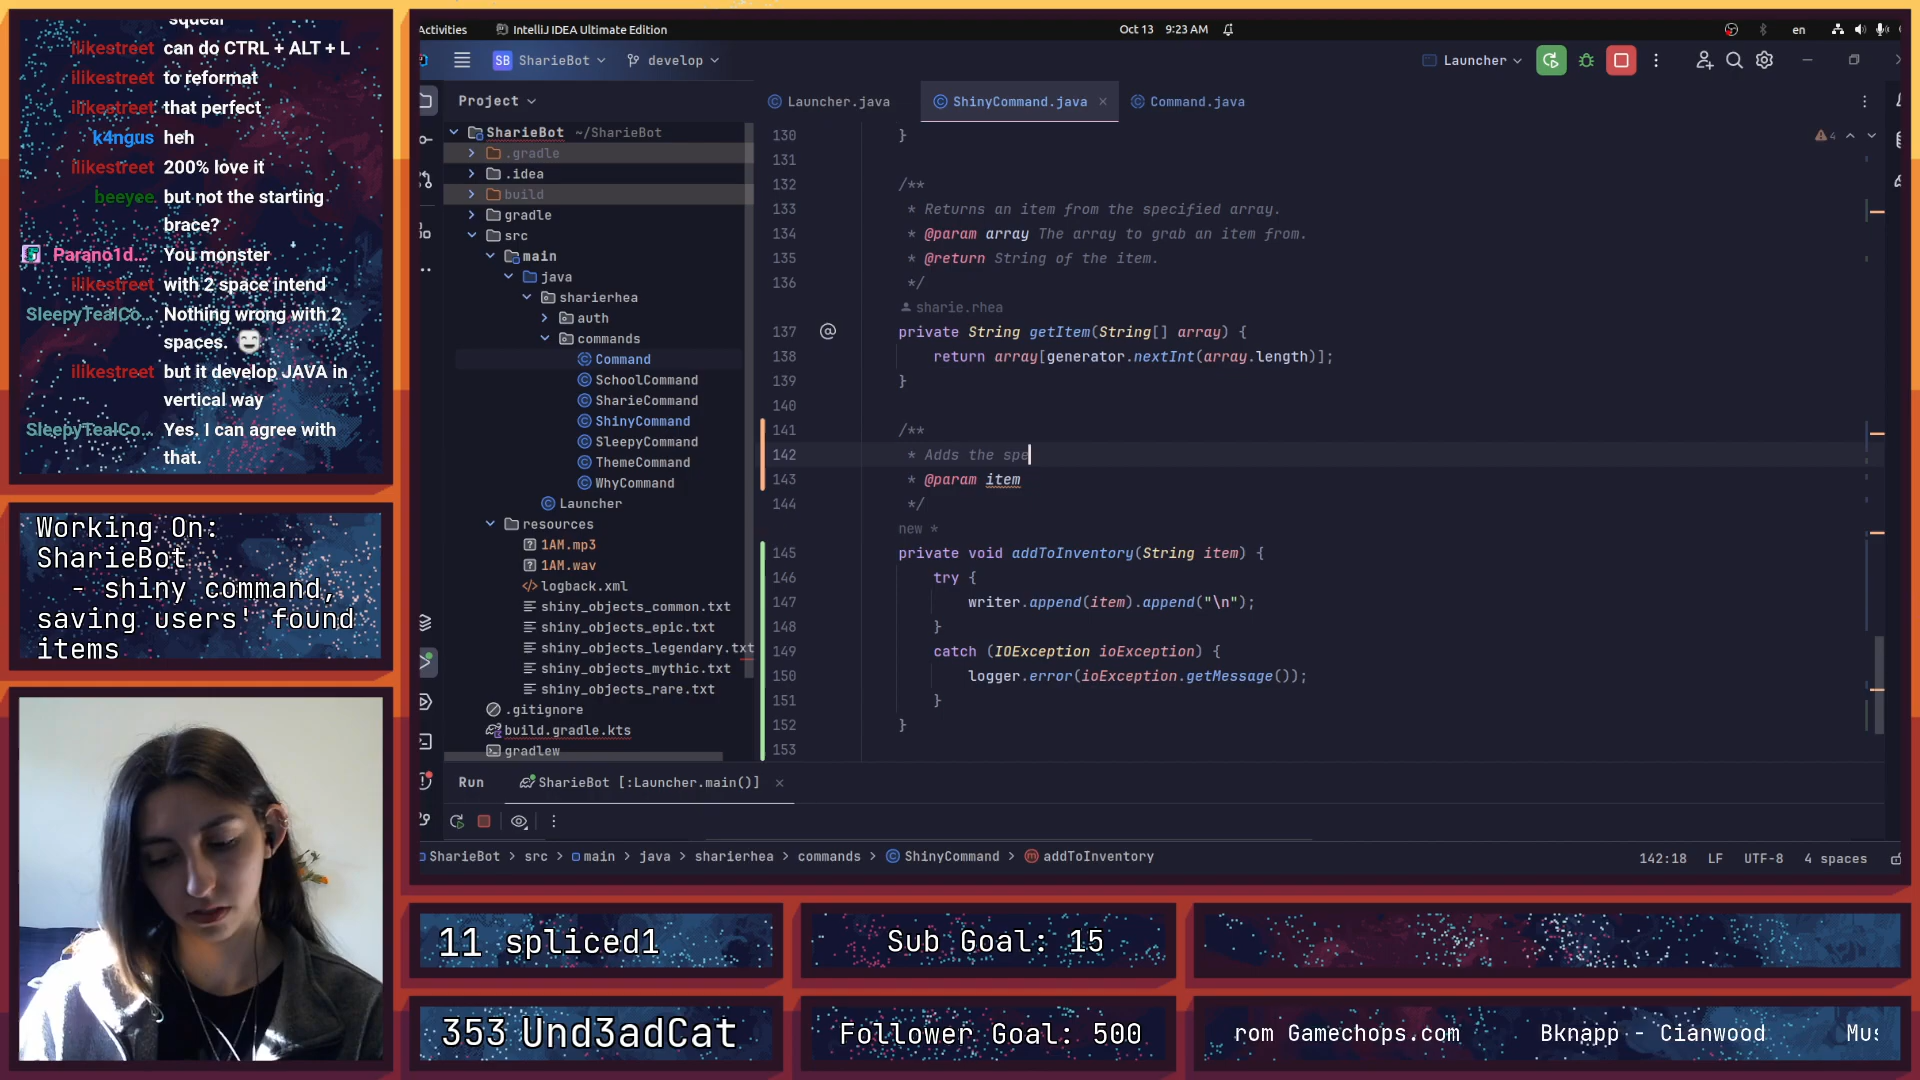 squeal
ilikestreet can do CTRL + ALT + L
ilikestreet to reformat
ilikestreet that perfect
k4ngus heh
ilikestreet 200% love it
beeyee but not the starting
brace?
Parano1d... You monster
ilikestreet with 2 space intend
SleepyTealCo... Nothing wrong with 2
spaces.
ilikestreet but it develop JAVA in
vertical way
SleepyTealCo... Yes. I can agree with
that.
Working On:
SharieBot
- shiny command,
saving users' found
items
Activities
IntelliJ IDEA Ultimate Edition
Oct 13 9:23 AM
en
SB SharieBot
develop
Launcher
Project
Launcher.java
ShinyCommand.java
Command.java
SharieBot ~/SharieBot
.gradle
.idea
build
gradle
src
main
java
sharierhea
auth
commands
Command
SchoolCommand
SharieCommand
ShinyCommand
SleepyCommand
ThemeCommand
WhyCommand
Launcher
resources
1AM.mp3
1AM.wav
logback.xml
shiny_objects_common.txt
shiny_objects_epic.txt
shiny_objects_legendary.txt
shiny_objects_mythic.txt
shiny_objects_rare.txt
.gitignore
build.gradle.kts
gradlew
4
130 }
131
132 /**
133 * Returns an item from the specified array.
134 * @param array The array to grab an item from.
135 * @return String of the item.
136 */
sharie.rhea
137 private String getItem(String[] array) {
138 return array[generator.nextInt(array.length)];
139 }
140
141 /**
142 * Adds the spe
143 * @param item
144 */
new *
145 private void addToInventory(String item) {
146 try {
147 writer.append(item).append("\n");
148 }
149 catch (IOException ioException) {
150 logger.error(ioException.getMessage());
151 }
152 }
153
Run
SharieBot [:Launcher.main()]
SharieBot > src > main > java > sharierhea > commands > ShinyCommand > addToInventory
142:18 LF UTF-8 4 spaces
11 spliced1
Sub Goal: 15
353 Und3adCat
Follower Goal: 500
rom Gamechops.com Bknapp - Cianwood Mus